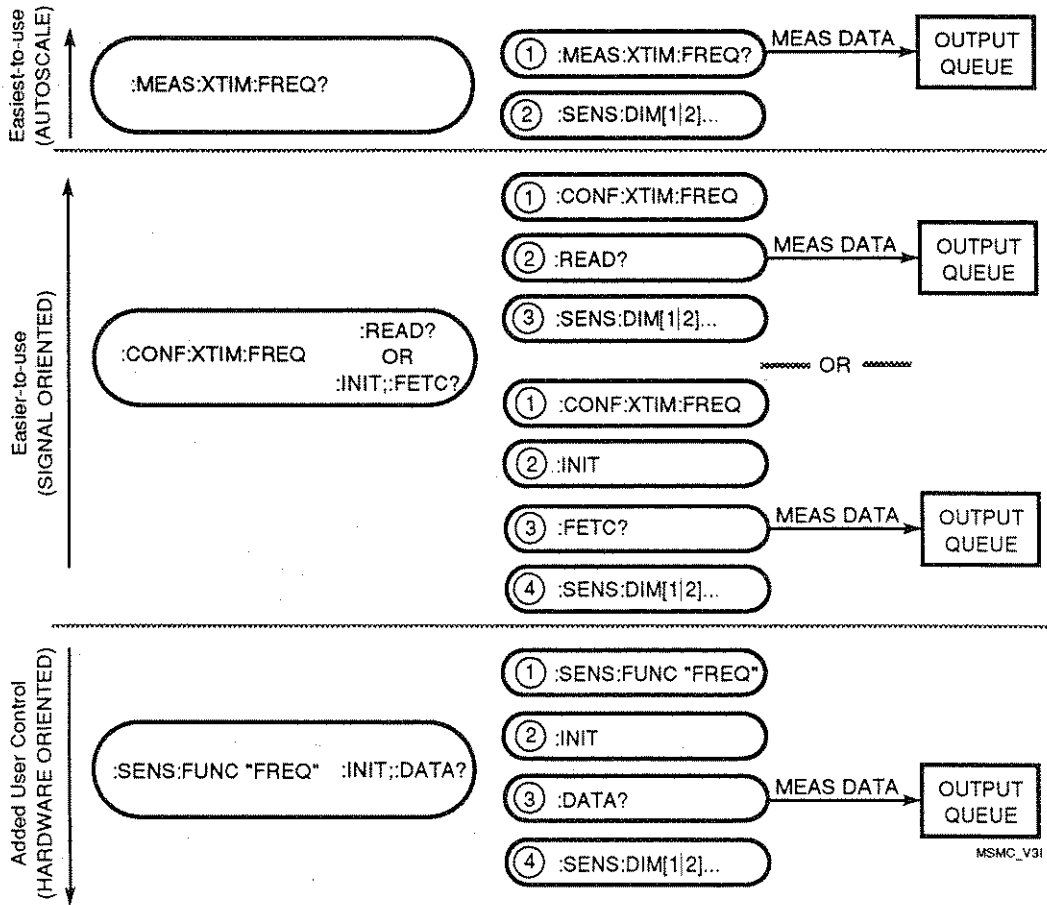 Easiest-to-use
(AUTOSCALE)
:MEAS:XTIM:FREQ?
1 :MEAS:XTIM:FREQ?
MEAS DATA
OUTPUT
QUEUE
2 :SENS:DIM[1|2]...
Easier-to-use
(SIGNAL ORIENTED)
:CONF:XTIM:FREQ
:READ?
OR
:INIT;:FETC?
1 :CONF:XTIM:FREQ
2 :READ?
MEAS DATA
OUTPUT
QUEUE
3 :SENS:DIM[1|2]...
OR
1 :CONF:XTIM:FREQ
2 :INIT
3 :FETC?
MEAS DATA
OUTPUT
QUEUE
4 :SENS:DIM[1|2]...
Added User Control
(HARDWARE ORIENTED)
:SENS:FUNC "FREQ" :INIT;:DATA?
1 :SENS:FUNC "FREQ"
2 :INIT
3 :DATA?
MEAS DATA
OUTPUT
QUEUE
4 :SENS:DIM[1|2]...